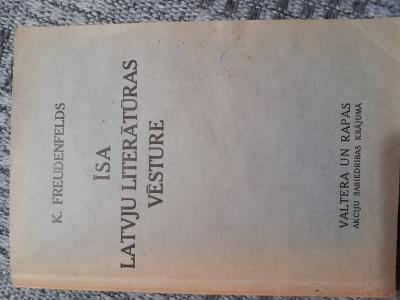 K. FREUDENFELDS
ĪSA
LATVJU LITERĀTŪRAS
VĒSTURE
VALTERA UN RAPAS
AKCIJU SABIEDRĪBAS KRĀJUMĀ